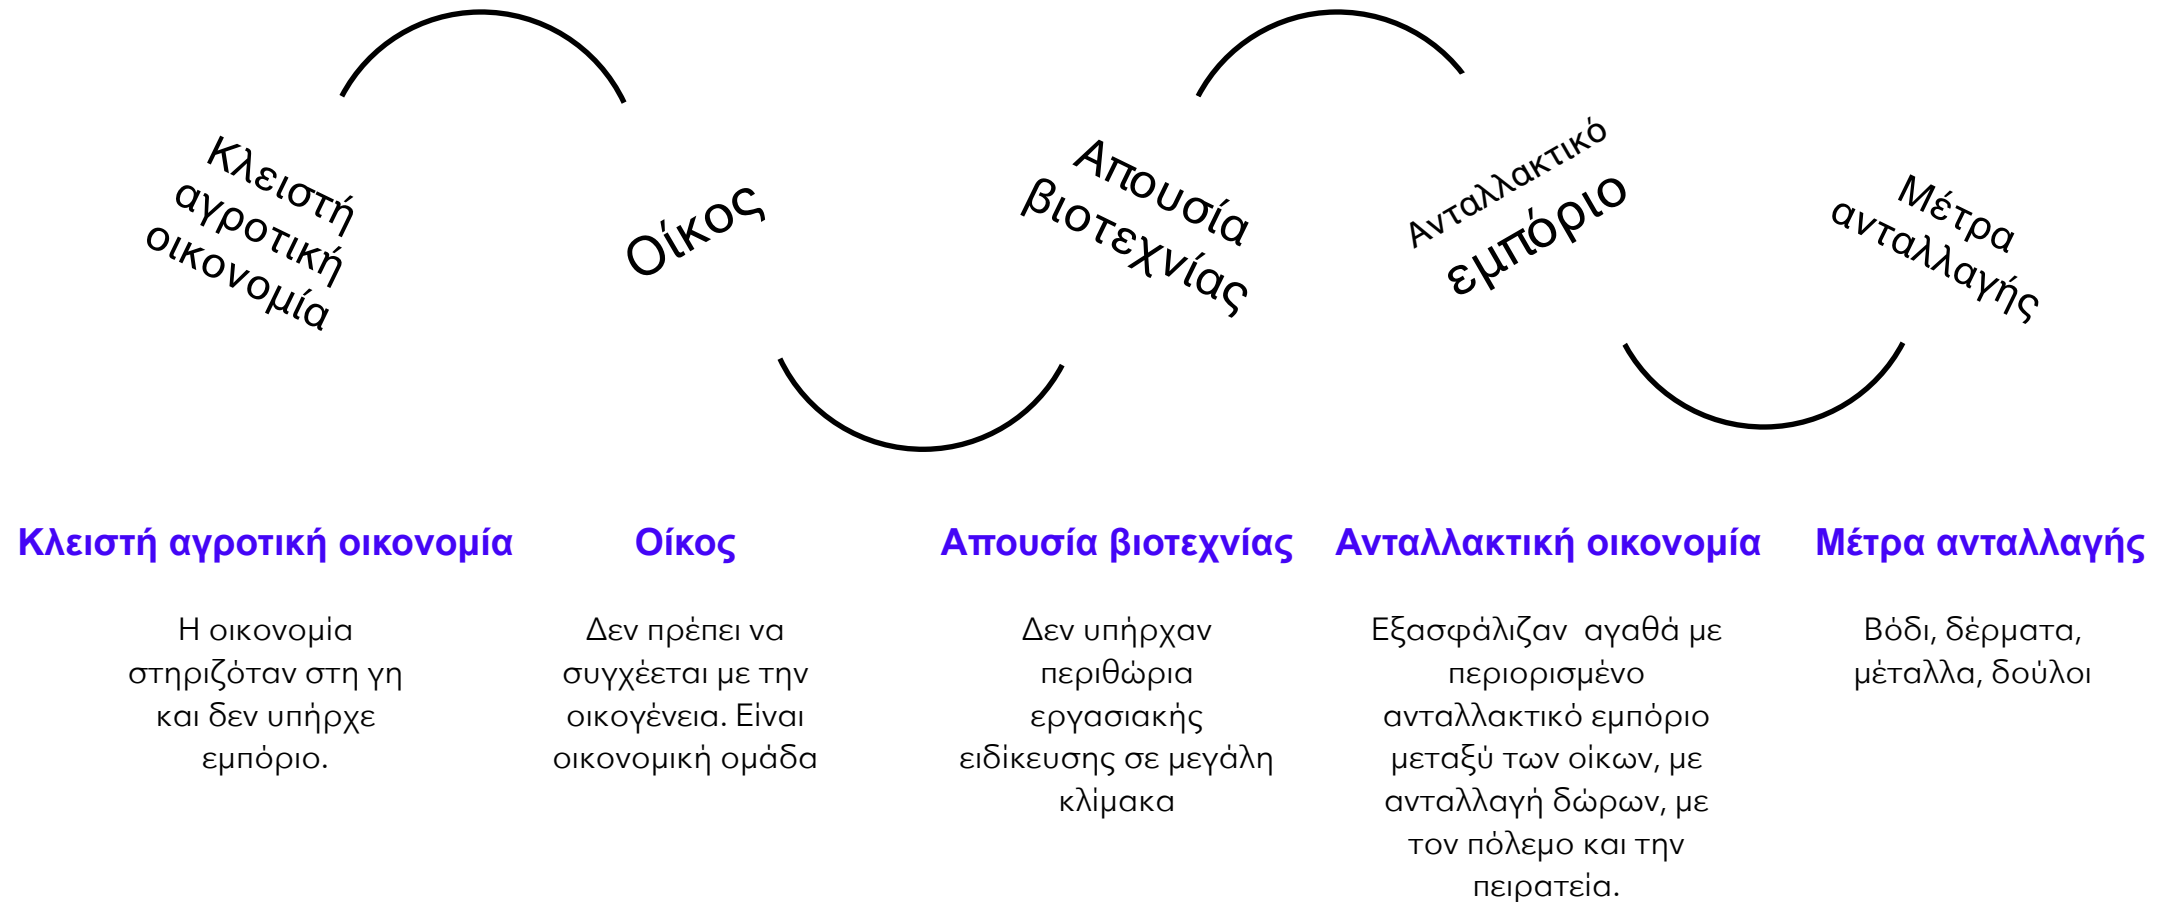 Κλειστή
αγροτική
οικονομία
Οίκος
Απουσία
βιοτεχνίας
Ανταλλακτικό
εμπόριο
Μέτρα
ανταλλαγής
Κλειστή αγροτική οικονομία
Η οικονομία
στηριζόταν στη γη
και δεν υπήρχε
εμπόριο.
Οίκος
Δεν πρέπει να
συγχέεται με την
οικογένεια. Είναι
οικονομική ομάδα
Απουσία βιοτεχνίας
Δεν υπήρχαν
περιθώρια
εργασιακής
ειδίκευσης σε μεγάλη
κλίμακα
Ανταλλακτική οικονομία
Εξασφάλιζαν αγαθά με
περιορισμένο
ανταλλακτικό εμπόριο
μεταξύ των οίκων, με
ανταλλαγή δώρων, με
τον πόλεμο και την
πειρατεία.
Μέτρα ανταλλαγής
Βόδι, δέρματα,
μέταλλα, δούλοι